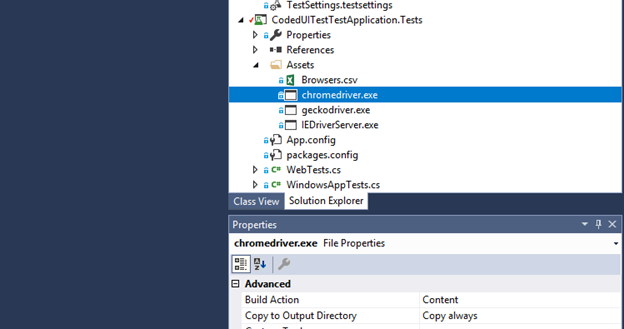 TestSettings.testsettings
CodedUITestTestApplication.Tests
Properties
References
Assets
Browsers.csv
chromedriver.exe
geckodriver.exe
IEDriverServer.exe
App.config
packages.config
C# WebTests.cs
C# WindowsAppTests.cs
Class View Solution Explorer
Properties
chromedriver.exe File Properties
Advanced
Build Action Content
Copy to Output Directory Copy always